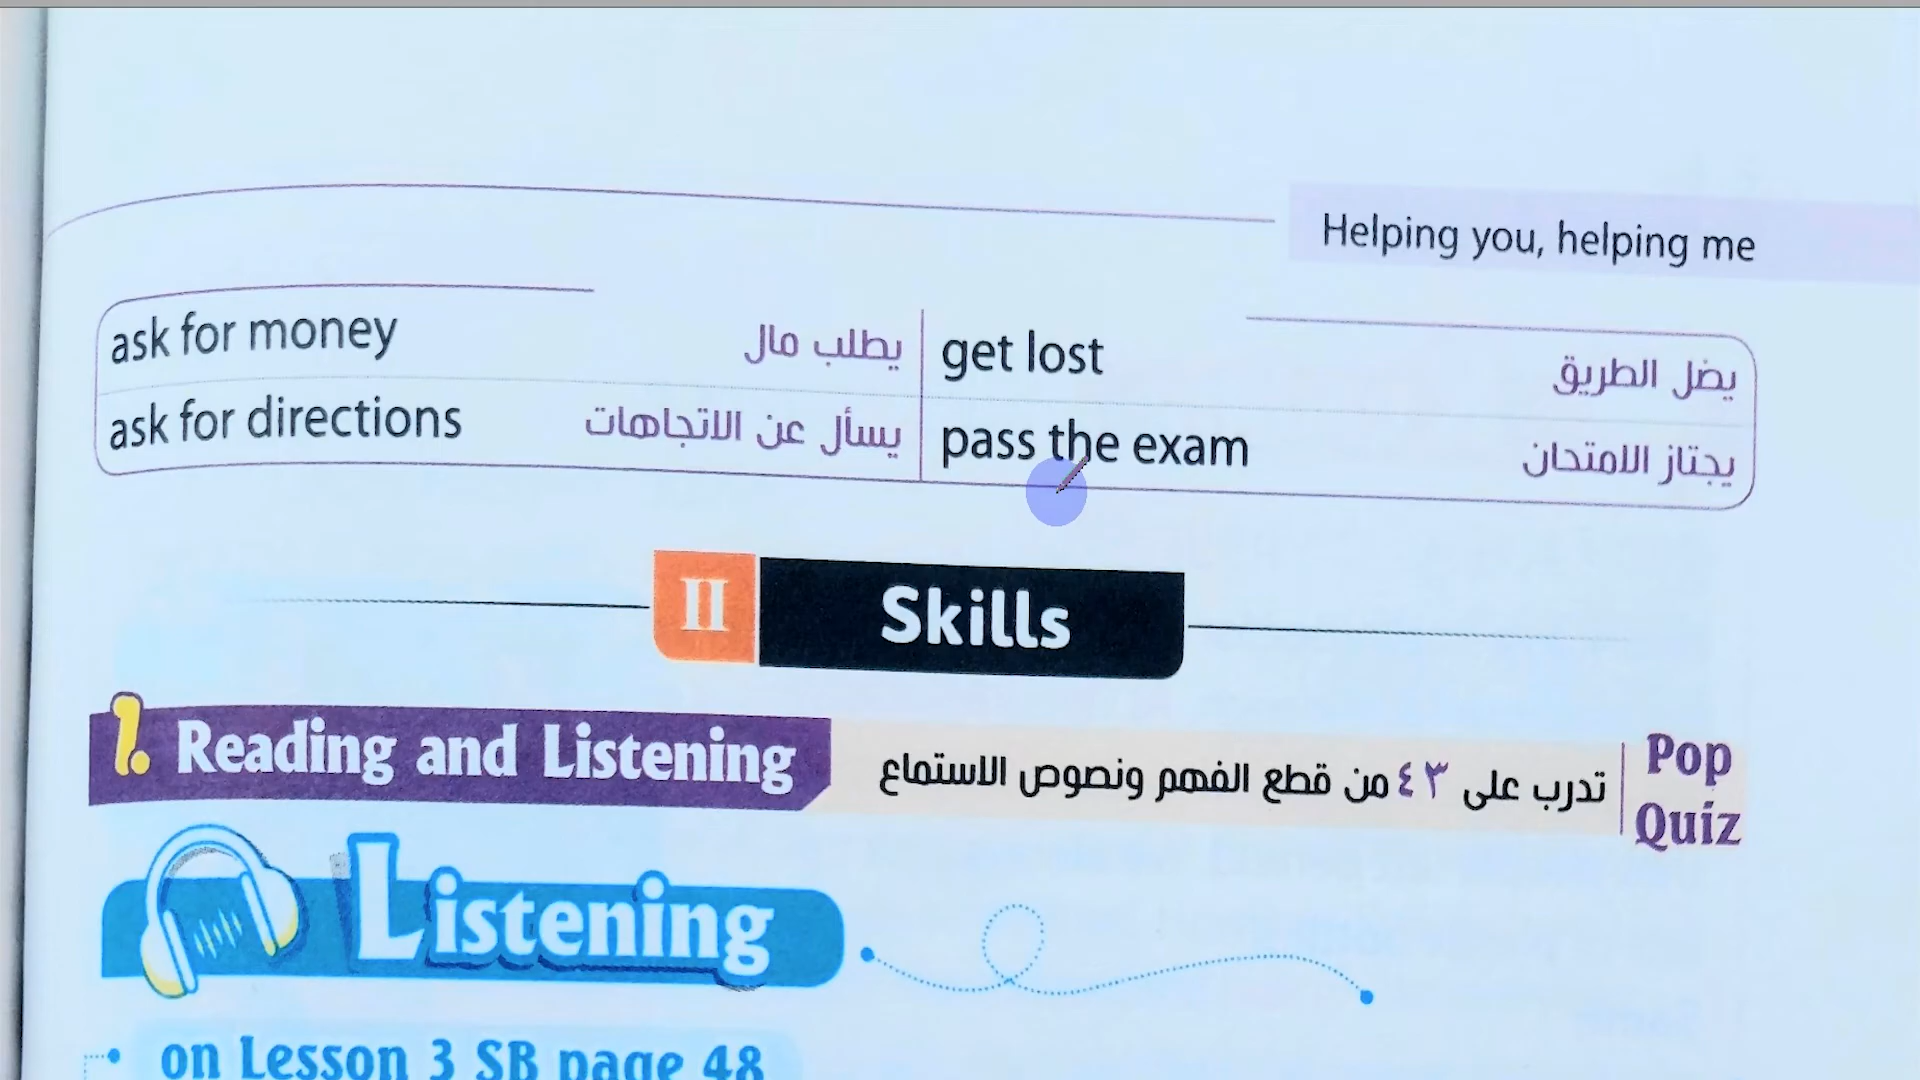 Helping you, helping me
ask for money يطلب مال get lost يضل الطريق
ask for directions يسأل عن الاتجاهات pass the exam يجتاز الامتحان
II Skills
1. Reading and Listening تدرب على ٤٣ من قطع الفهم ونصوص الاستماع Pop Quiz
Listening
on Lesson 3 SB page 48